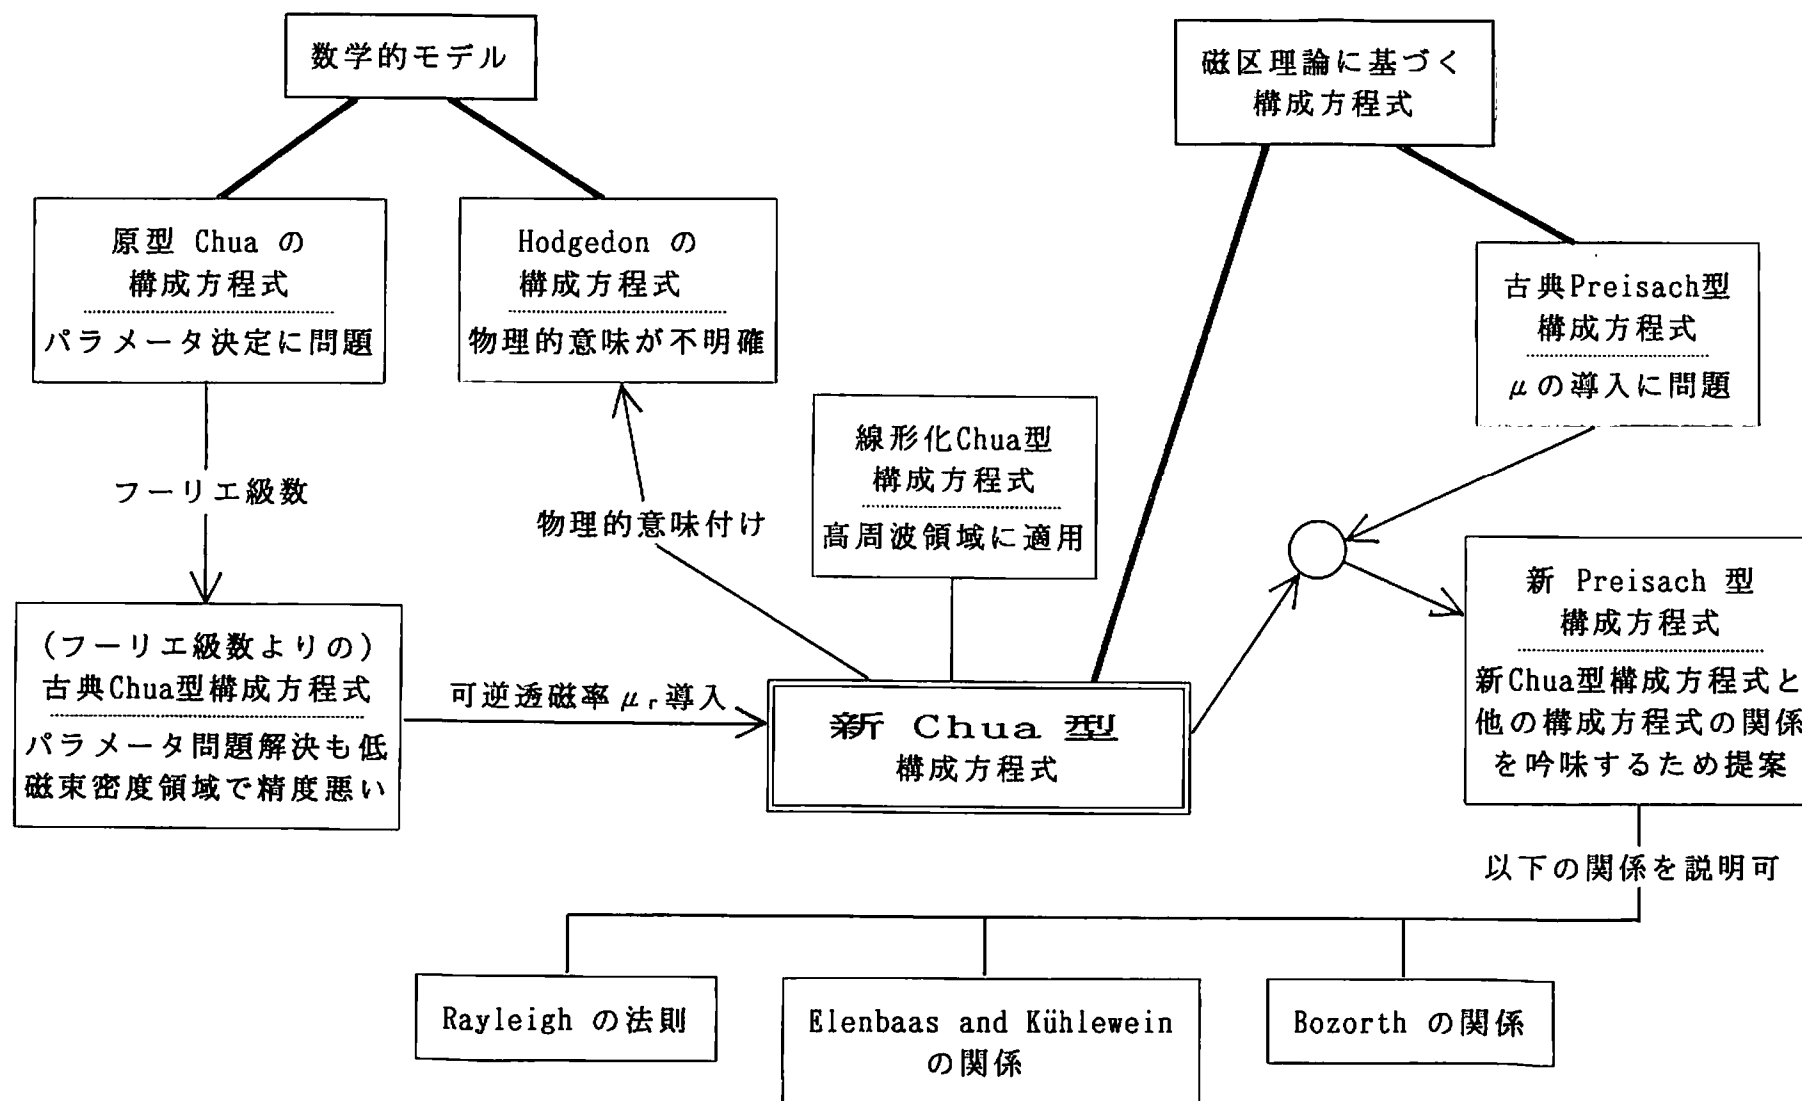 数学的モデル
磁区理論に基づく
構成方程式
原型 Chua の
構成方程式
パラメータ決定に問題
Hodgedon の
構成方程式
物理的意味が不明確
古典Preisach型
構成方程式
μの導入に問題
線形化Chua型
構成方程式
高周波領域に適用
フーリエ級数
物理的意味付け
(フーリエ級数よりの)
古典Chua型構成方程式
パラメータ問題解決も低
磁束密度領域で精度悪い
可逆透磁率μr導入
新 Chua 型
構成方程式
新 Preisach 型
構成方程式
新Chua型構成方程式と
他の構成方程式の関係
を吟味するため提案
以下の関係を説明可
Rayleigh の法則
Elenbaas and Kühlewein
の関係
Bozorth の関係